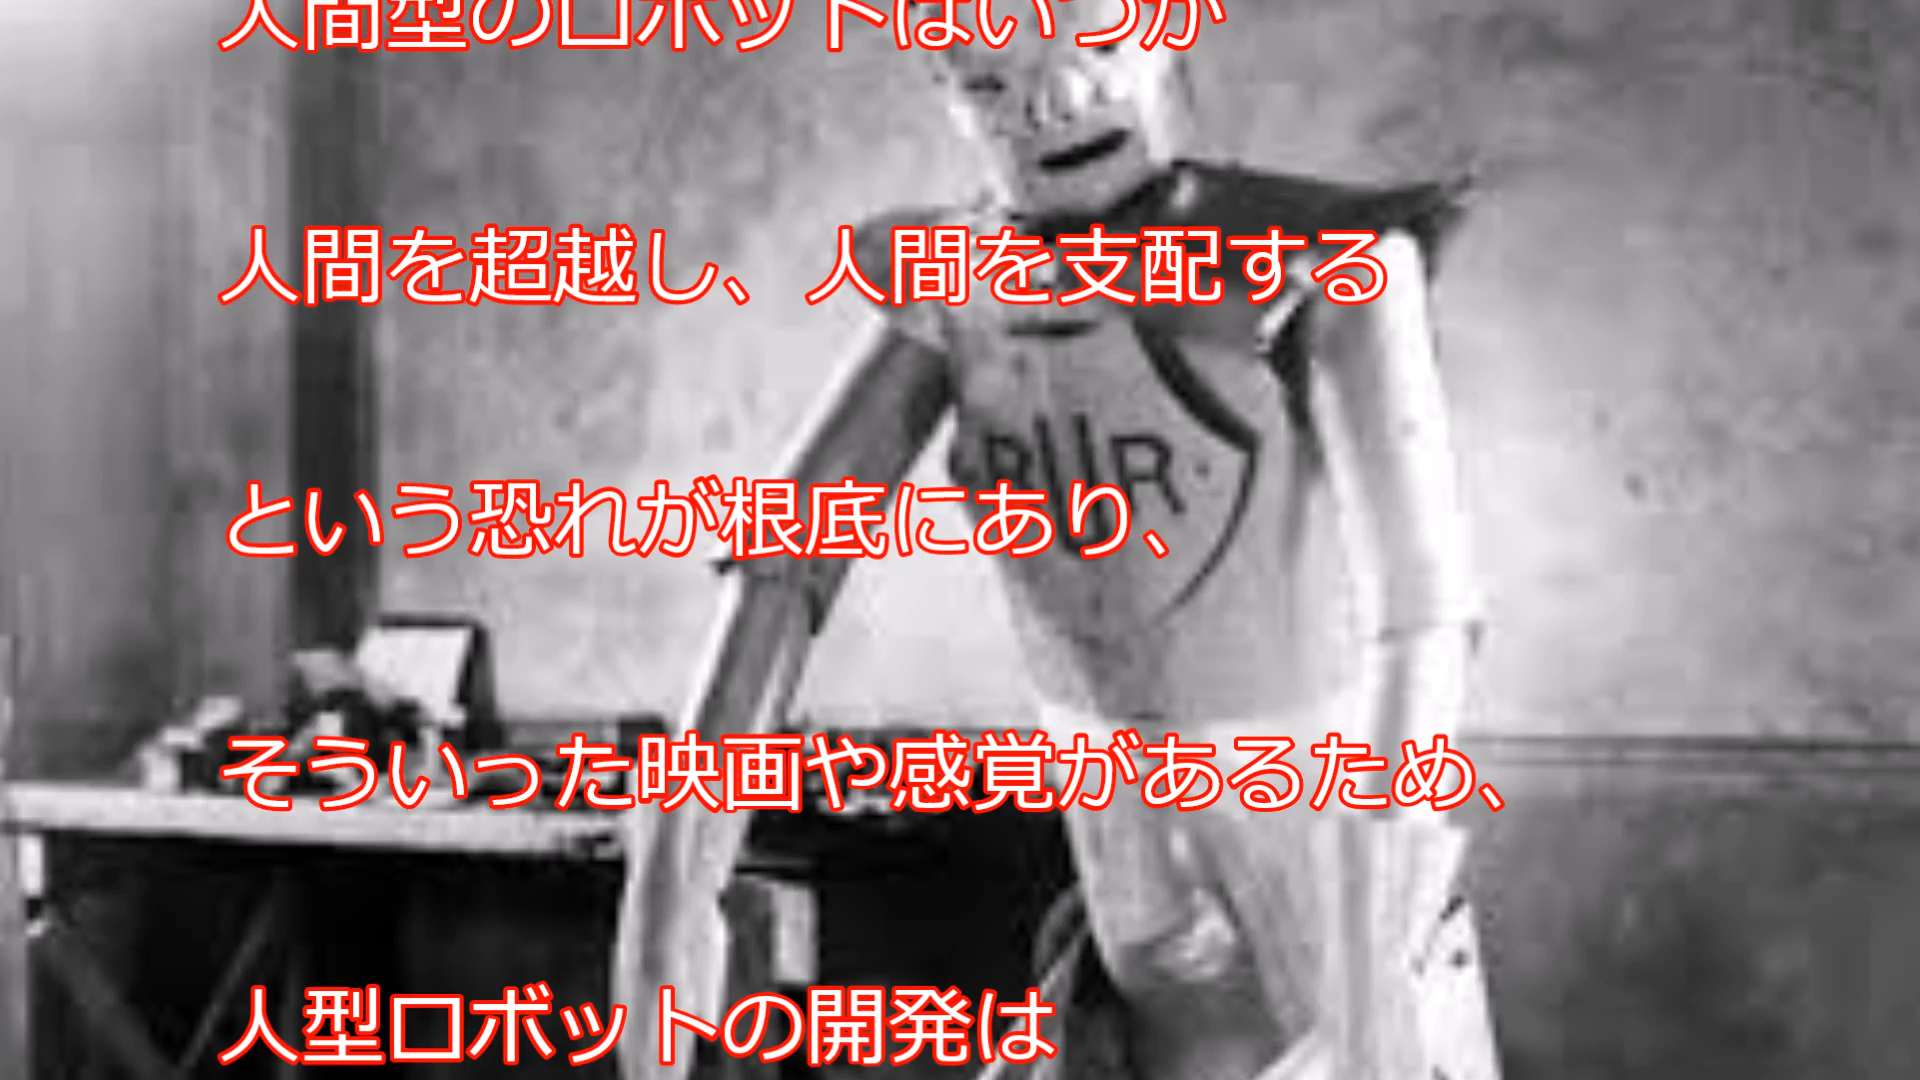 人間型のロボットはいつか
人間を超越し、人間を支配する
RUR
という恐れが根底にあり、
そういった映画や感覚があるため、
人型ロボットの開発は